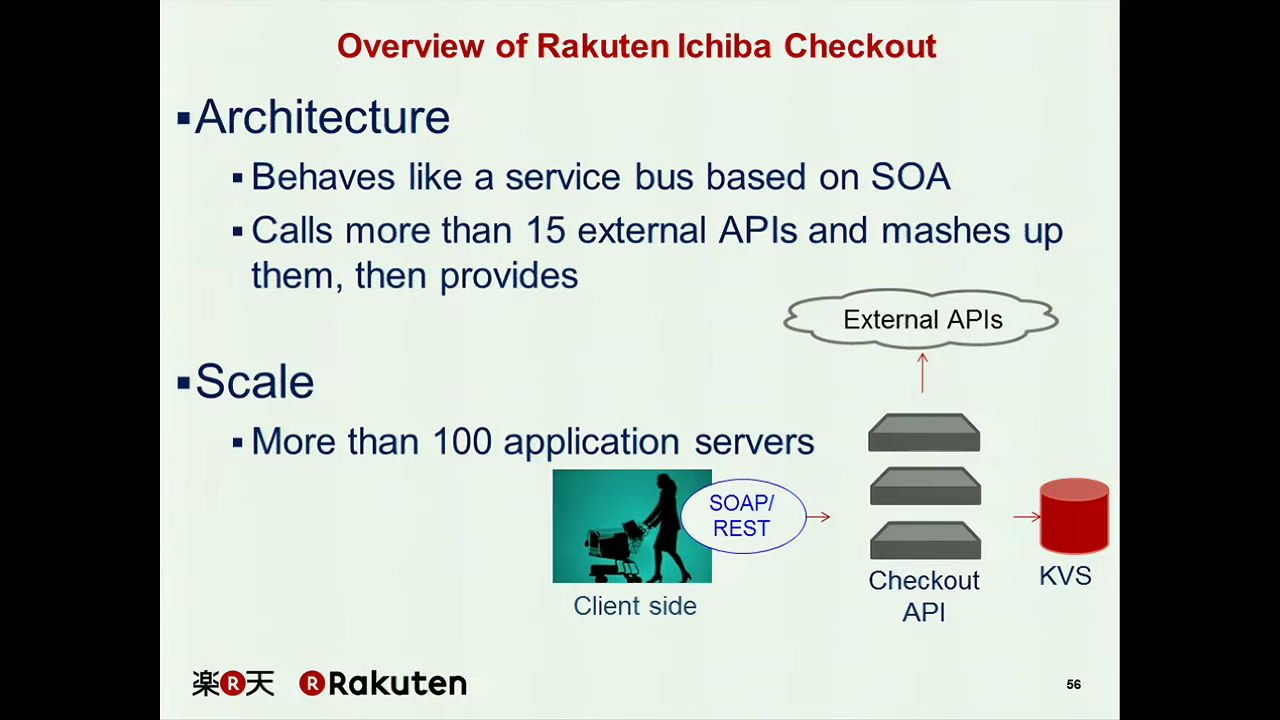 Overview of Rakuten Ichiba Checkout
▪Architecture
▪Behaves like a service bus based on SOA
▪Calls more than 15 external APIs and mashes up
them, then provides
External APIs
▪Scale
▪More than 100 application servers
SOAP/
REST
Client side
Checkout
API
KVS
楽R天
R Rakuten
56